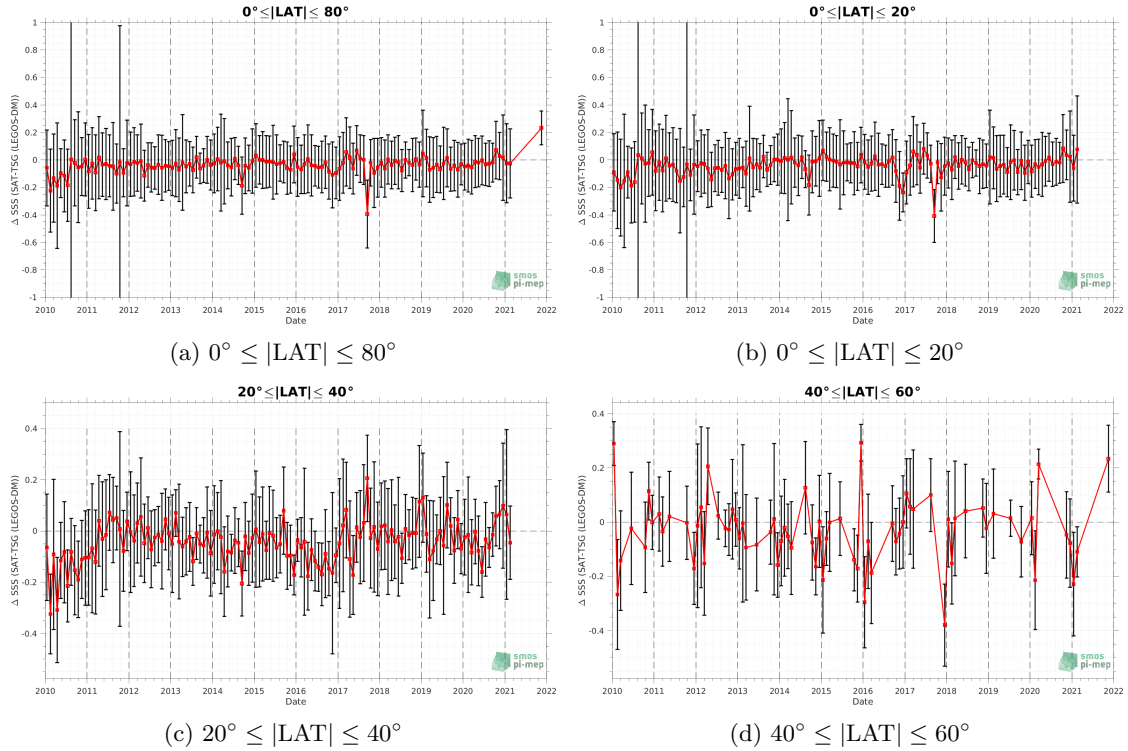 0°≤|LAT|≤ 80°
Δ SSS (SAT-TSG (LEGOS-DM))
1
0.8
0.6
0.4
0.2
0
-0.2
-0.4
-0.6
-0.8
-1
2010 2011 2012 2013 2014 2015 2016 2017 2018 2019 2020 2021 2022
Date
smos
pi-mep
(a) 0° ≤ |LAT| ≤ 80°
0°≤|LAT|≤ 20°
Δ SSS (SAT-TSG (LEGOS-DM))
1
0.8
0.6
0.4
0.2
0
-0.2
-0.4
-0.6
-0.8
-1
2010 2011 2012 2013 2014 2015 2016 2017 2018 2019 2020 2021 2022
Date
smos
pi-mep
(b) 0° ≤ |LAT| ≤ 20°
20°≤|LAT|≤ 40°
Δ SSS (SAT-TSG (LEGOS-DM))
0.4
0.2
0
-0.2
-0.4
2010 2011 2012 2013 2014 2015 2016 2017 2018 2019 2020 2021 2022
Date
smos
pi-mep
(c) 20° ≤ |LAT| ≤ 40°
40°≤|LAT|≤ 60°
Δ SSS (SAT-TSG (LEGOS-DM))
0.4
0.2
0
-0.2
-0.4
2010 2011 2012 2013 2014 2015 2016 2017 2018 2019 2020 2021 2022
Date
smos
pi-mep
(d) 40° ≤ |LAT| ≤ 60°